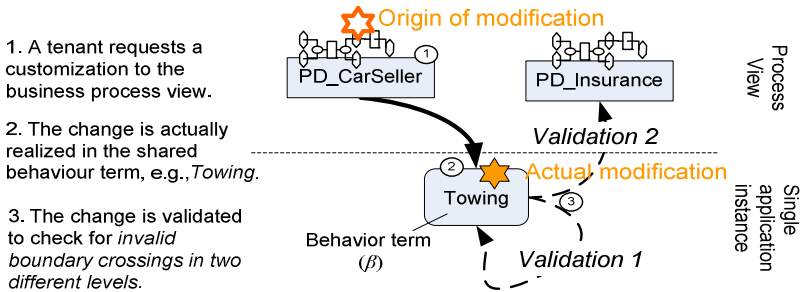 1. A tenant requests a
customization to the
business process view.
2. The change is actually
realized in the shared
behaviour term, e.g.,Towing.
3. The change is validated
to check for invalid
boundary crossings in two
different levels.
Origin of modification
1
PD_CarSeller
PD_Insurance
Process
View
Validation 2
2
Actual modification
Towing
3
Behavior term
(β)
Validation 1
Single
application
instance